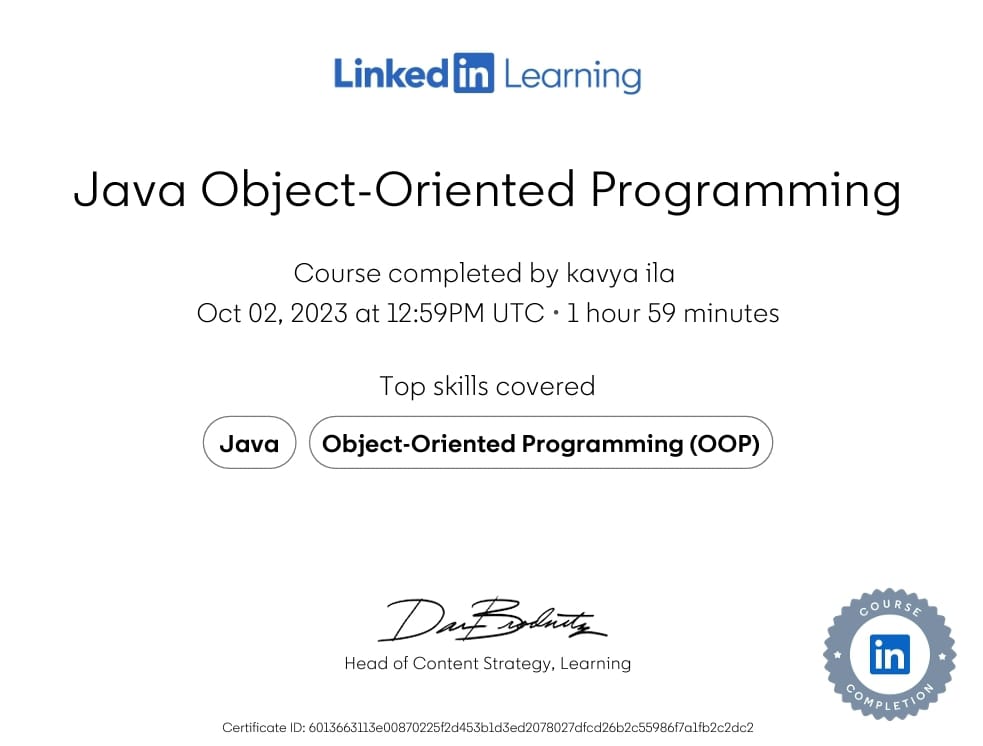 Linked in Learning
Java Object-Oriented Programming
Course completed by kavya ila
Oct 02, 2023 at 12:59PM UTC • 1 hour 59 minutes
Top skills covered
Java Object-Oriented Programming (OOP)
Dan Brodnitz
Head of Content Strategy, Learning
COURSE
in
COMPLETION
Certificate ID: 6013663113e00870225f2d453b1d3ed2078027dfcd26b2c55986f7a1fb2c2dc2